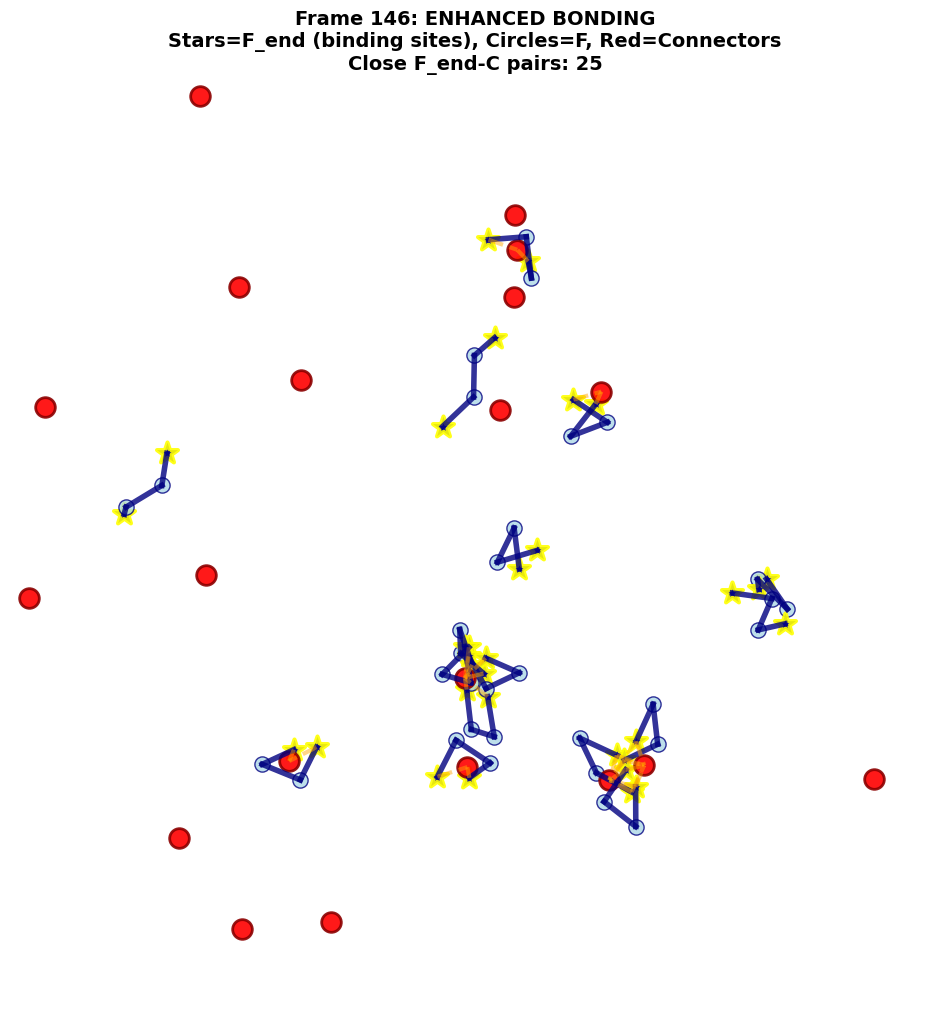 Frame 146: ENHANCED BONDING
Stars=F_end (binding sites), Circles=F, Red=Connectors
Close F_end-C pairs: 25